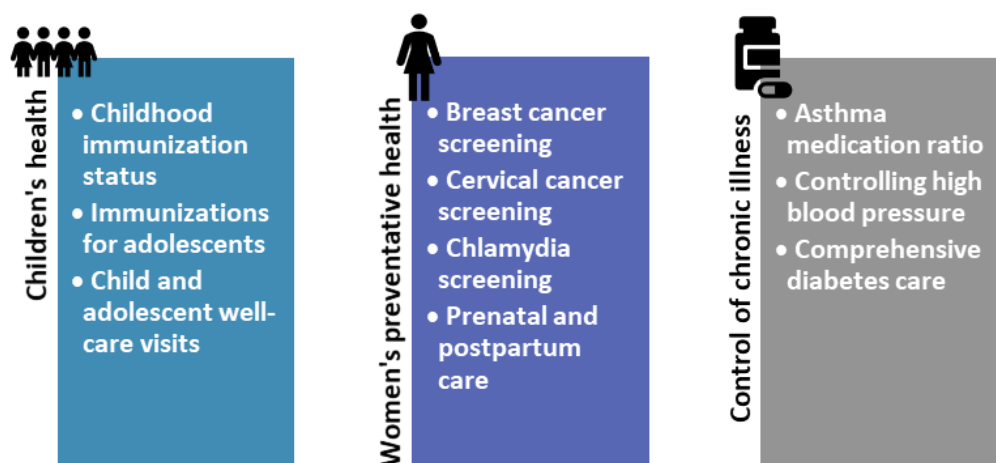 Children's health
• Childhood
immunization
status
• Immunizations
for adolescents
• Child and
adolescent well-
care visits
Women's preventative health
• Breast cancer
screening
• Cervical cancer
screening
• Chlamydia
screening
• Prenatal and
postpartum
care
Control of chronic illness
• Asthma
medication ratio
• Controlling high
blood pressure
• Comprehensive
diabetes care